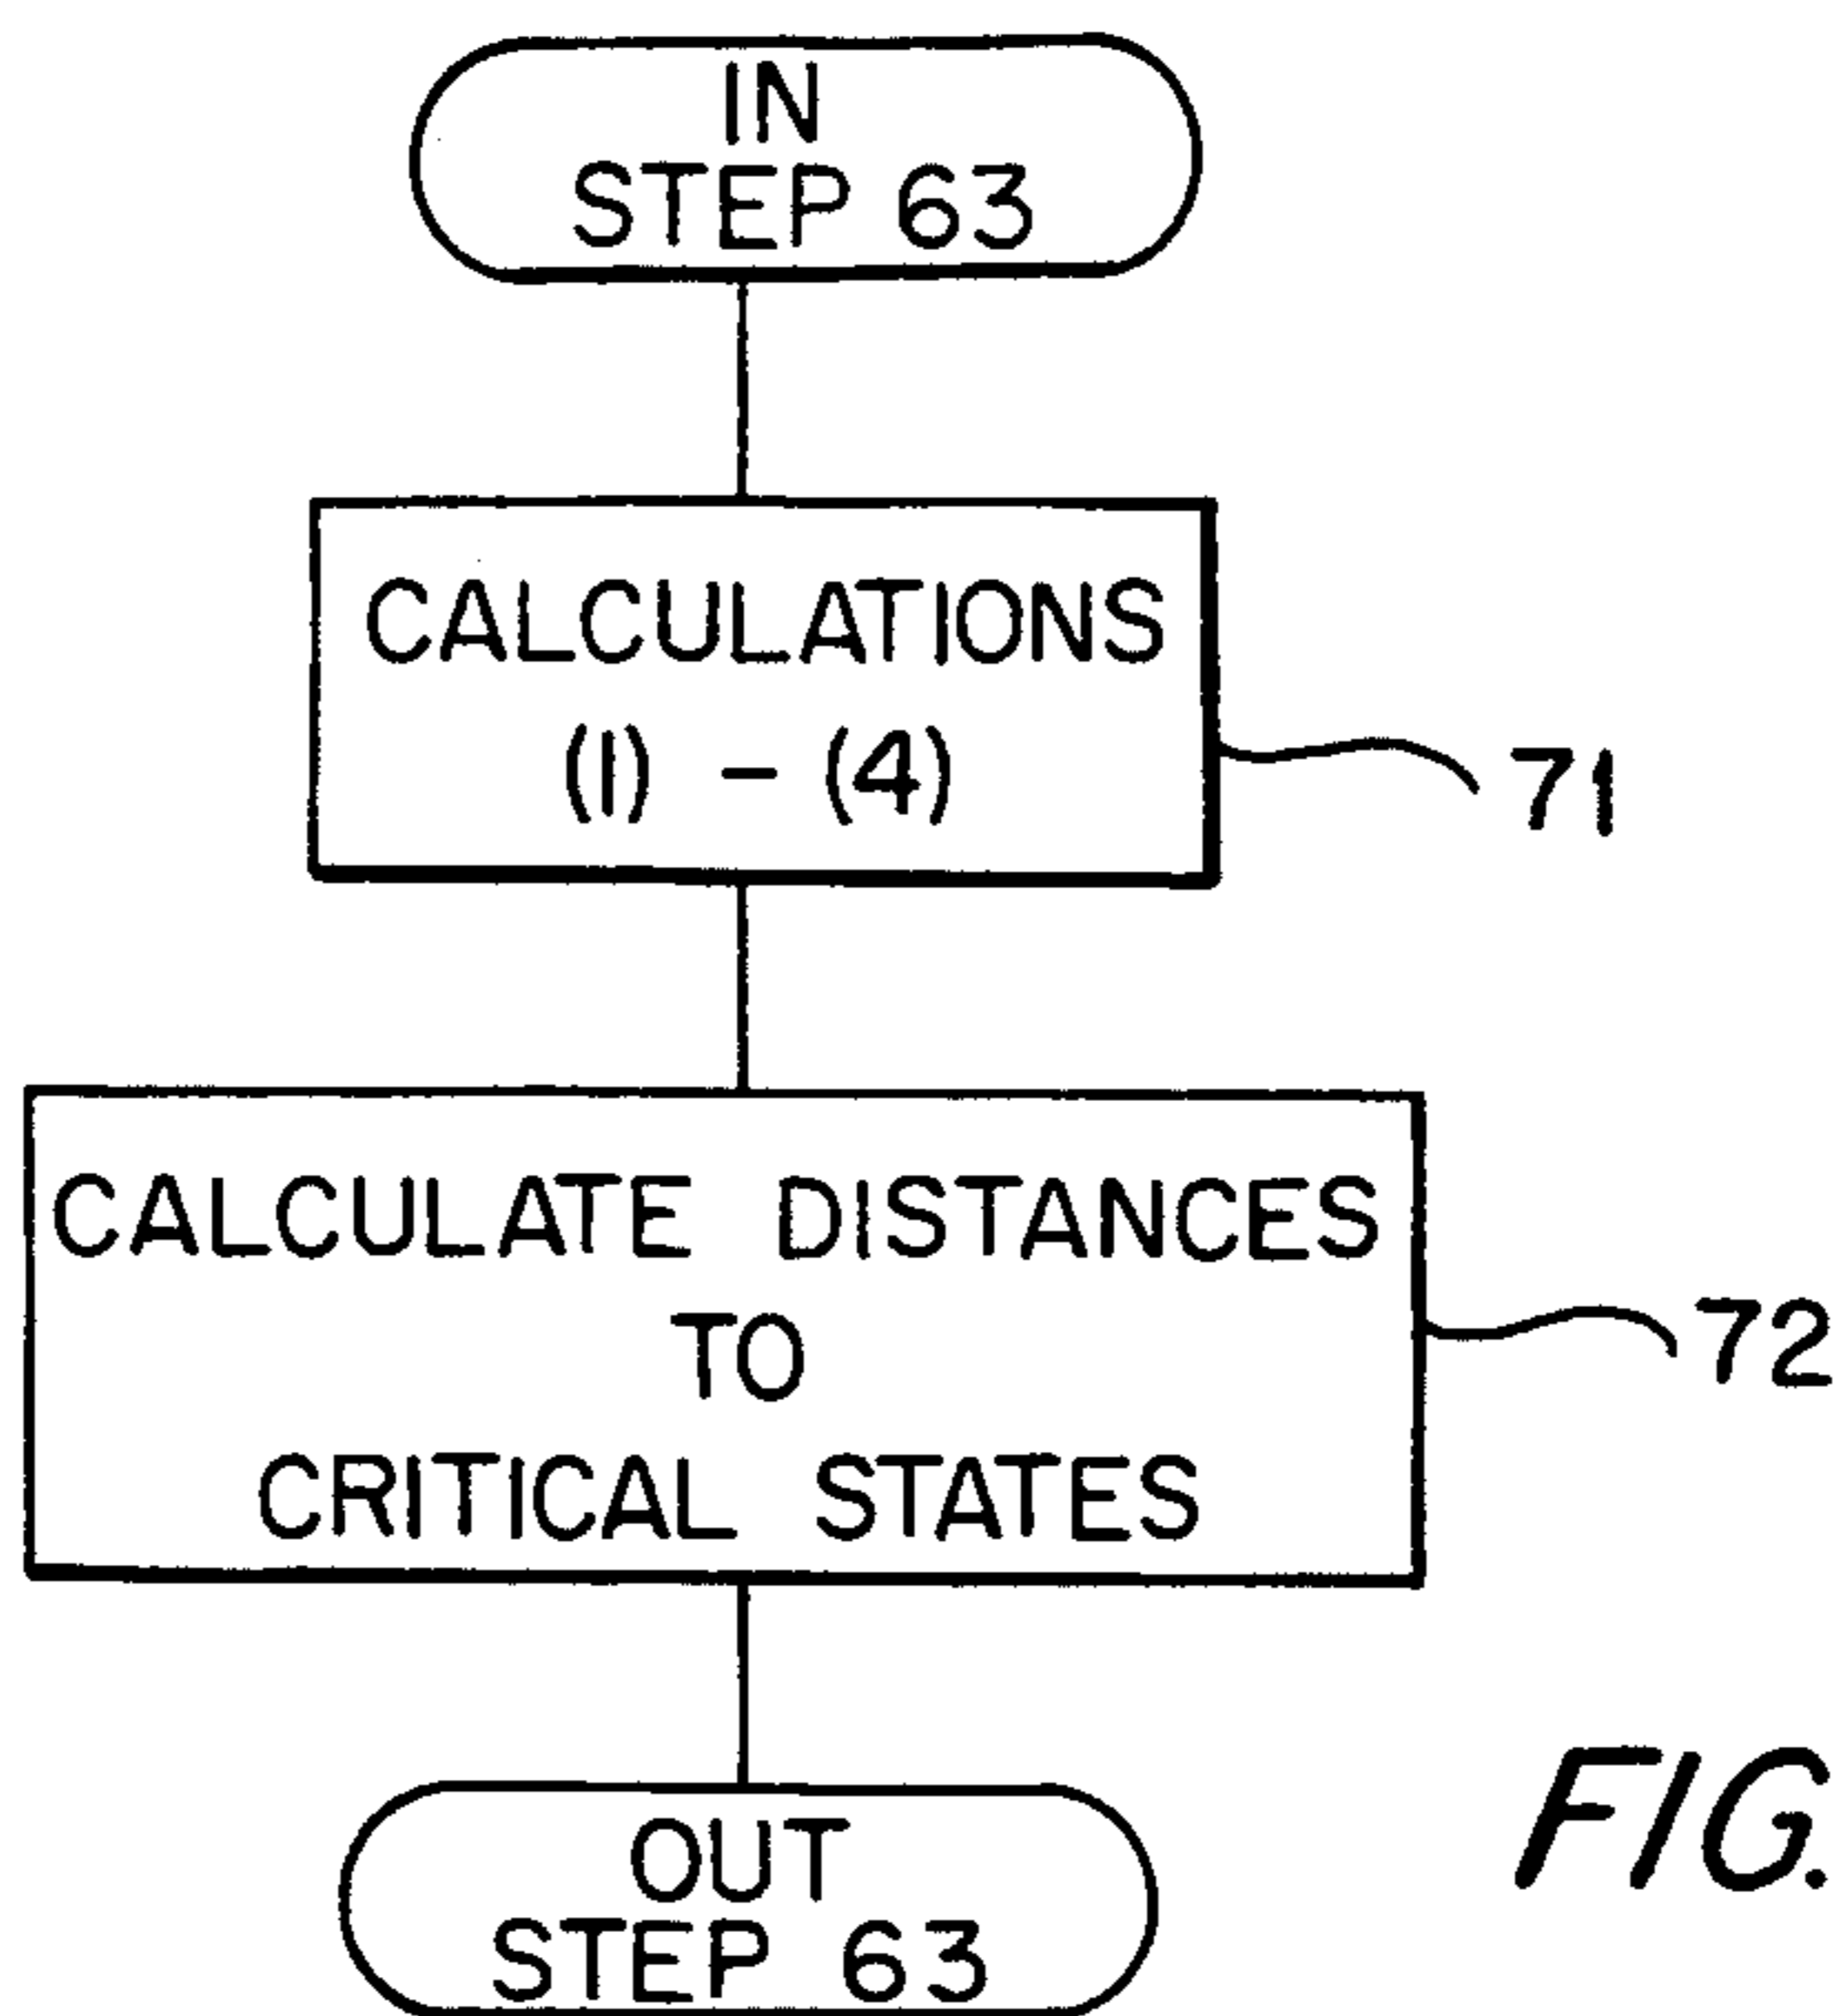 IN
STEP 63
CALCULATIONS
(1) - (4)
71
CALCULATE DISTANCES
TO
CRITICAL STATES
72
OUT
STEP 63
FIG.